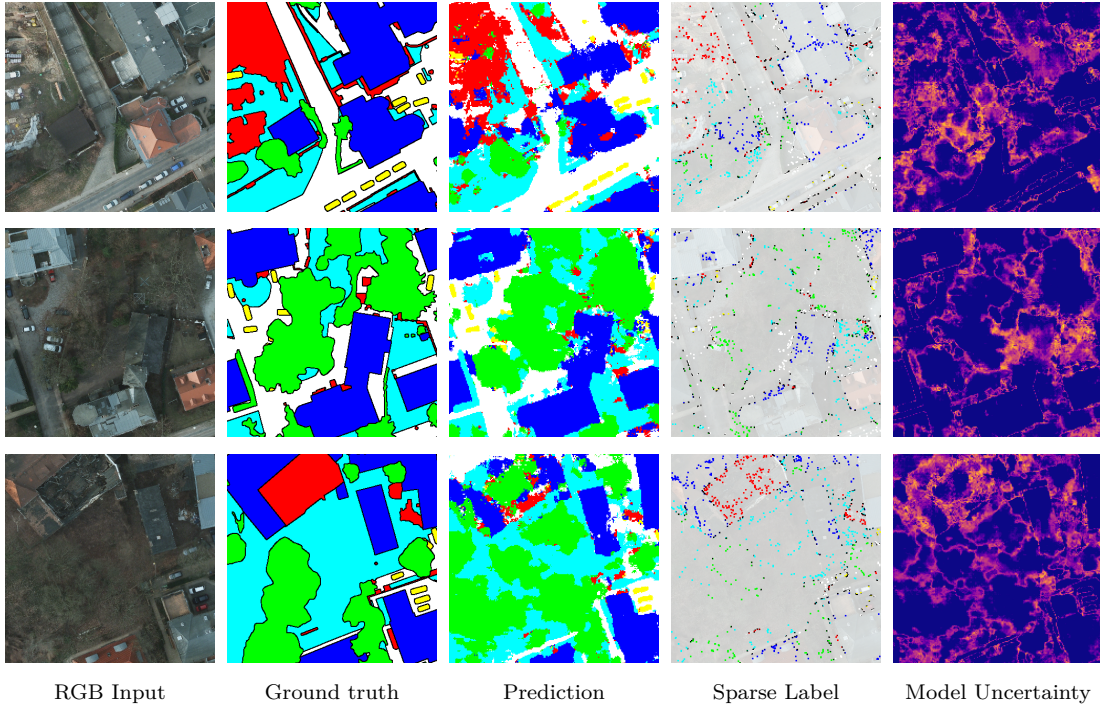 RGB Input
Ground truth
Prediction
Sparse Label
Model Uncertainty